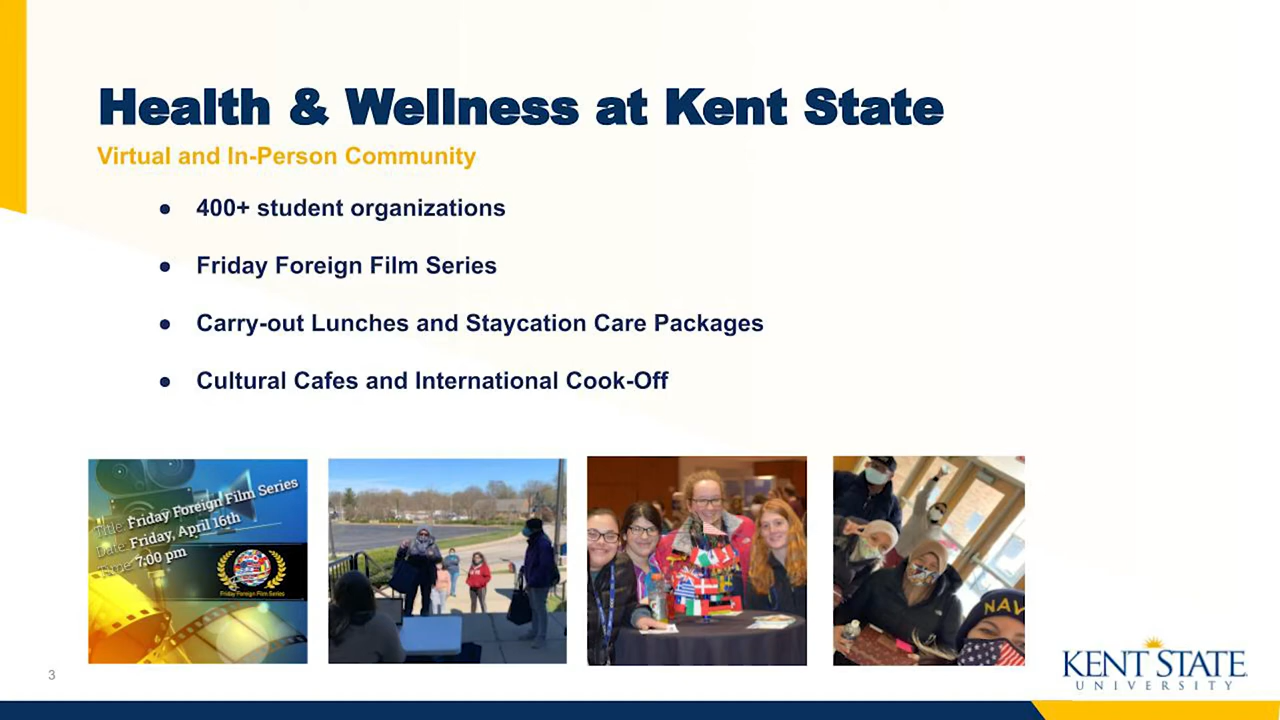 Health & Wellness at Kent State
Virtual and In-Person Community
● 400+ student organizations
● Friday Foreign Film Series
● Carry-out Lunches and Staycation Care Packages
● Cultural Cafes and International Cook-Off
Title: Friday Foreign Film Series
Date: Friday, April 16th
Time: 7:00 pm
Friday Foreign Film Series
NAV
3
KENT STATE
UNIVERSITY